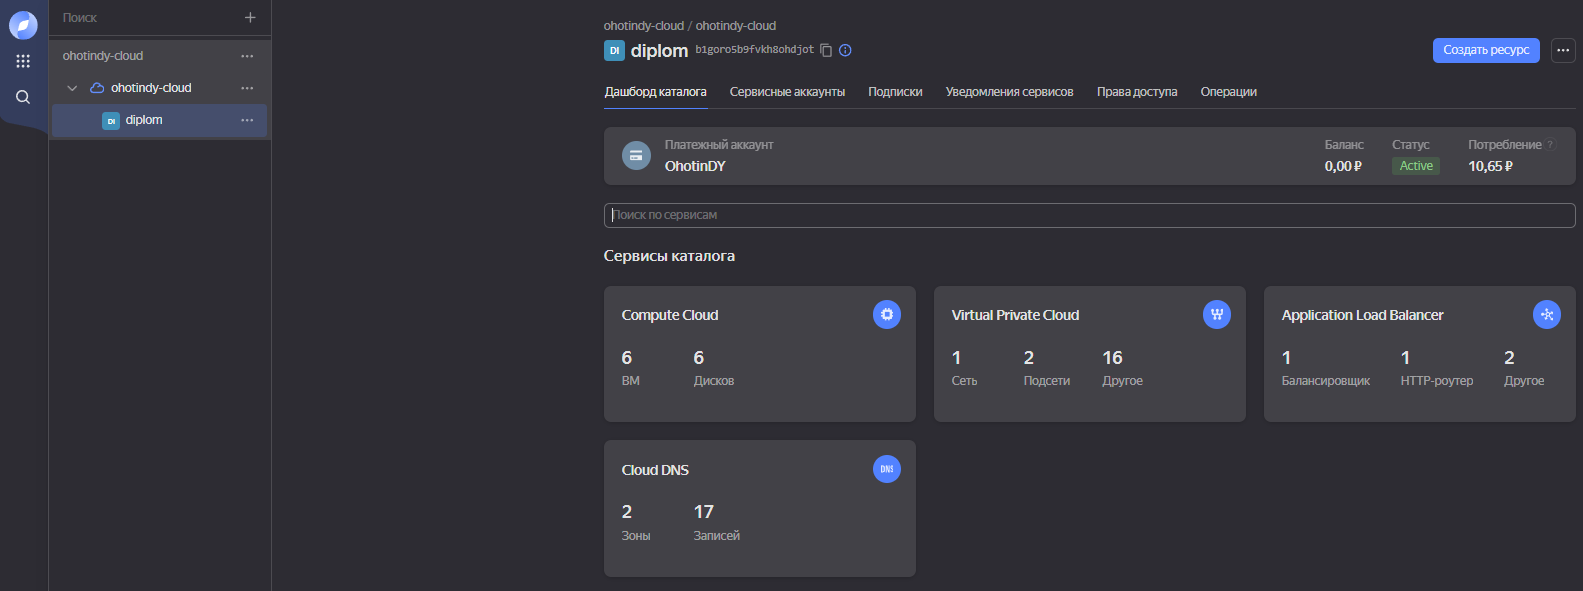 Поиск
ohotindy-cloud
ohotindy-cloud
DI diplom
ohotindy-cloud / ohotindy-cloud
DI diplom b1goro5b9fvkh8ohdjot
Создать ресурс
Дашборд каталога Сервисные аккаунты Подписки Уведомления сервисов Права доступа Операции
Платежный аккаунт
OhotinDY
Баланс
0,00 ₽
Статус
Active
Потребление ?
10,65 ₽
Поиск по сервисам
Сервисы каталога
Compute Cloud
6 6
ВМ Дисков
Virtual Private Cloud
1 2 16
Сеть Подсети Другое
Application Load Balancer
1 1 2
Балансировщик HTTP-роутер Другое
Cloud DNS
DNS
2 17
Зоны Записей